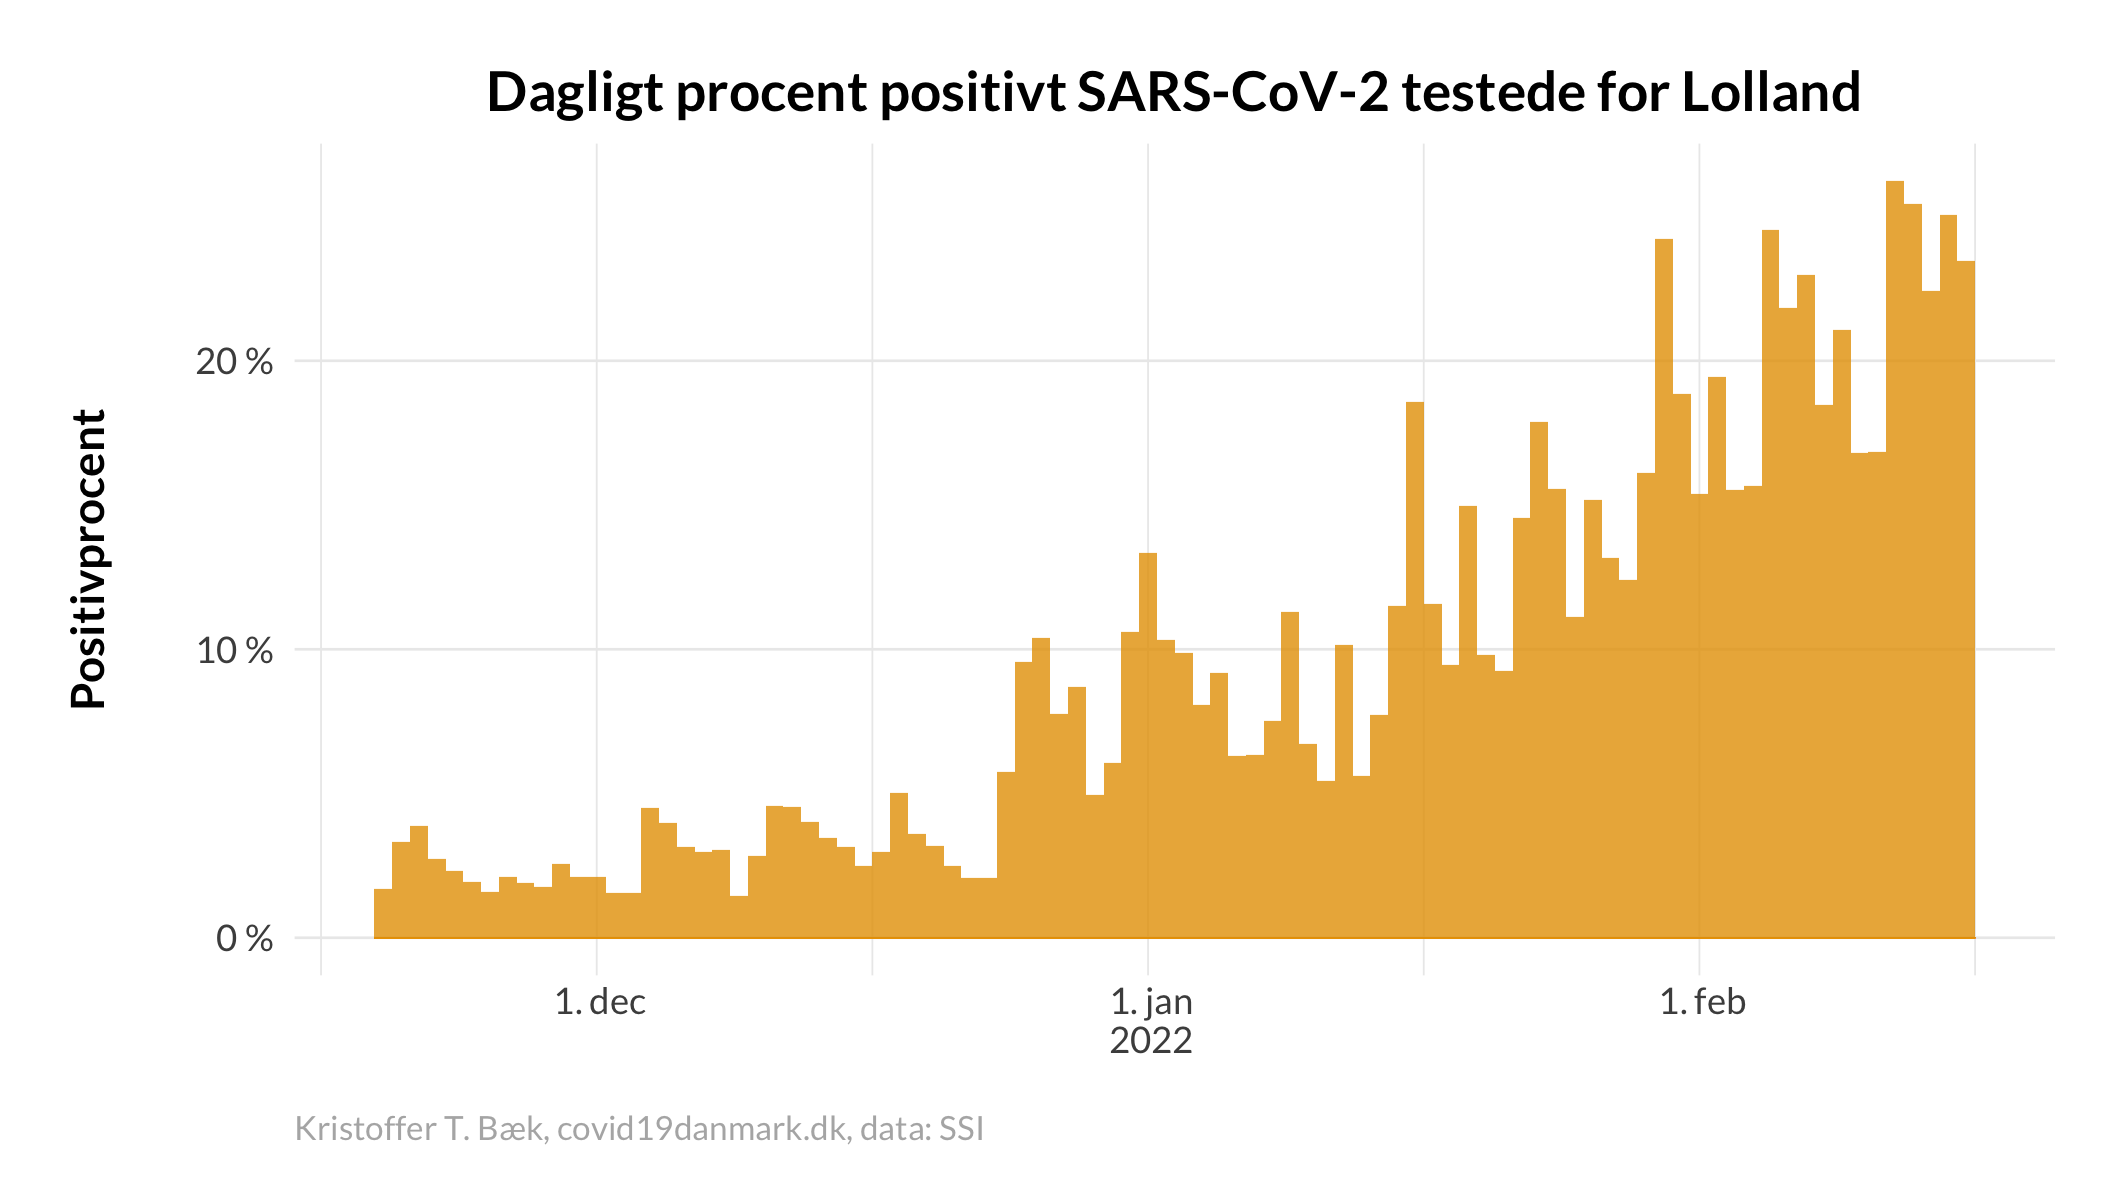 Dagligt procent positivt SARS-CoV-2 testede for Lolland
Positivprocent
20 %
10 %
0 %
1. dec
1. jan
2022
1. feb
Kristoffer T. Bæk, covid19danmark.dk, data: SSI